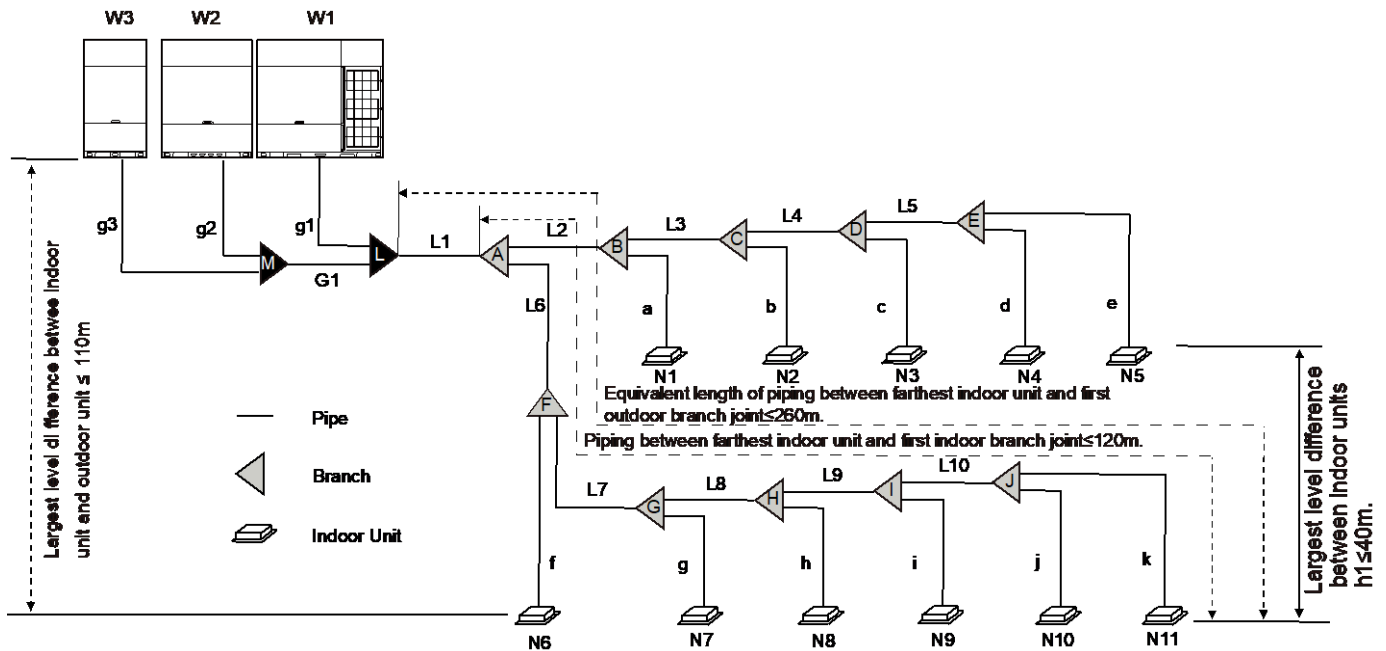 W3
W2
W1
g3
g2
g1
M
G1
L
L1
A
L2
B
L3
C
L4
D
L5
E
L6
a
b
c
d
e
N1
N2
N3
N4
N5
Equivalent length of piping between farthest indoor unit and first
outdoor branch joint≤260m.
Piping between farthest indoor unit and first indoor branch joint≤120m.
F
L7
G
L8
H
L9
I
L10
J
f
g
h
i
j
k
N6
N7
N8
N9
N10
N11
Pipe
Branch
Indoor Unit
Largest level di fference betwee Indoor
unit and outdoor unit ≤ 110m
Largest level difference
between Indoor units
h1≤40m.